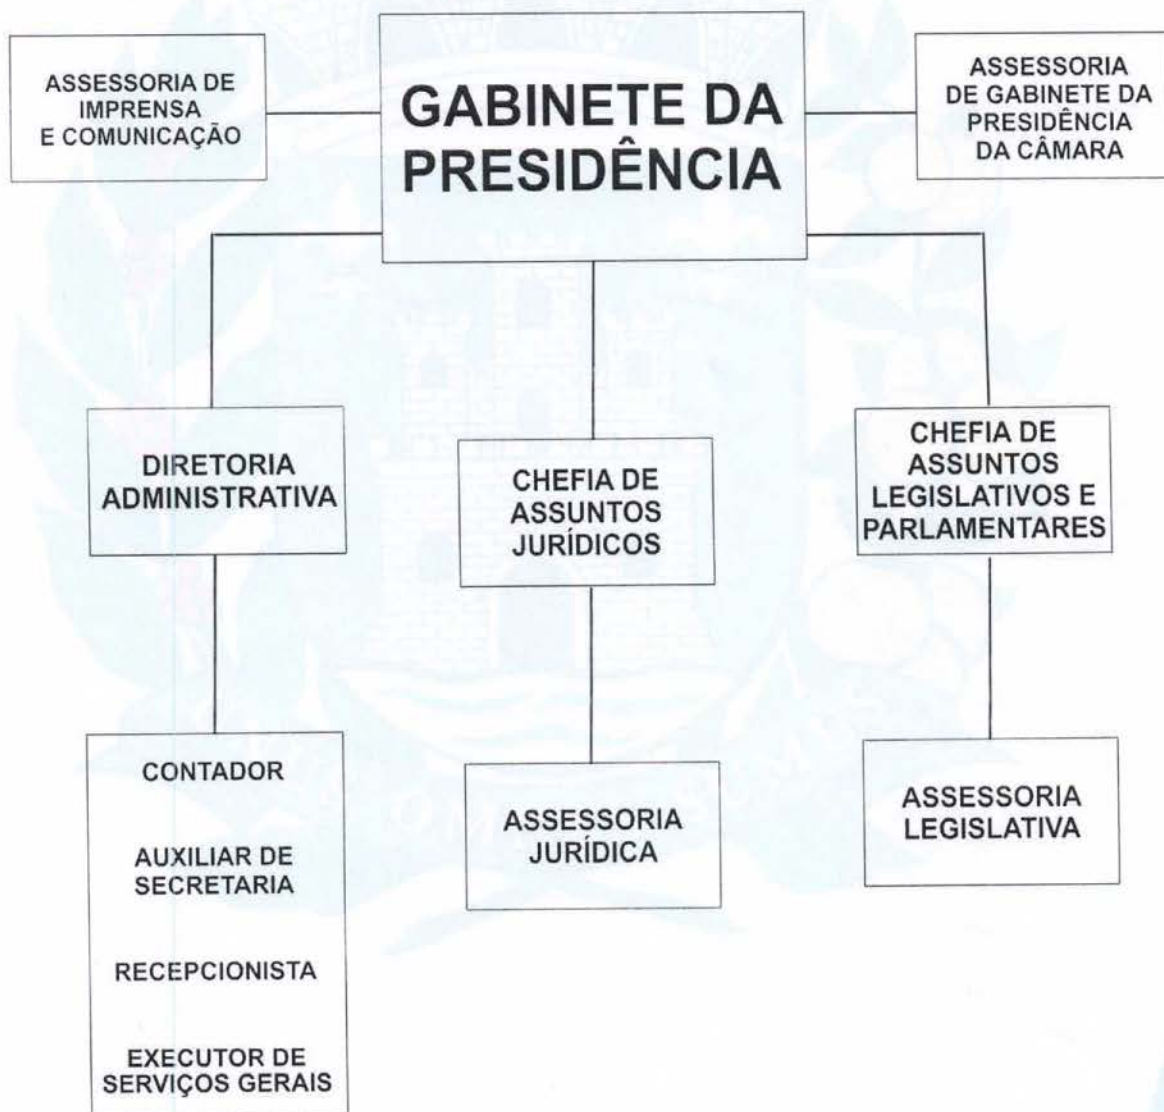 ASSESSORIA DE
IMPRENSA
E COMUNICAÇÃO
GABINETE DA
PRESIDÊNCIA
ASSESSORIA
DE GABINETE DA
PRESIDÊNCIA
DA CÂMARA
DIRETORIA
ADMINISTRATIVA
CHEFIA DE
ASSUNTOS
JURÍDICOS
CHEFIA DE
ASSUNTOS
LEGISLATIVOS E
PARLAMENTARES
CONTADOR
AUXILIAR DE
SECRETARIA
RECEPCIONISTA
EXECUTOR DE
SERVIÇOS GERAIS
ASSESSORIA
JURÍDICA
ASSESSORIA
LEGISLATIVA